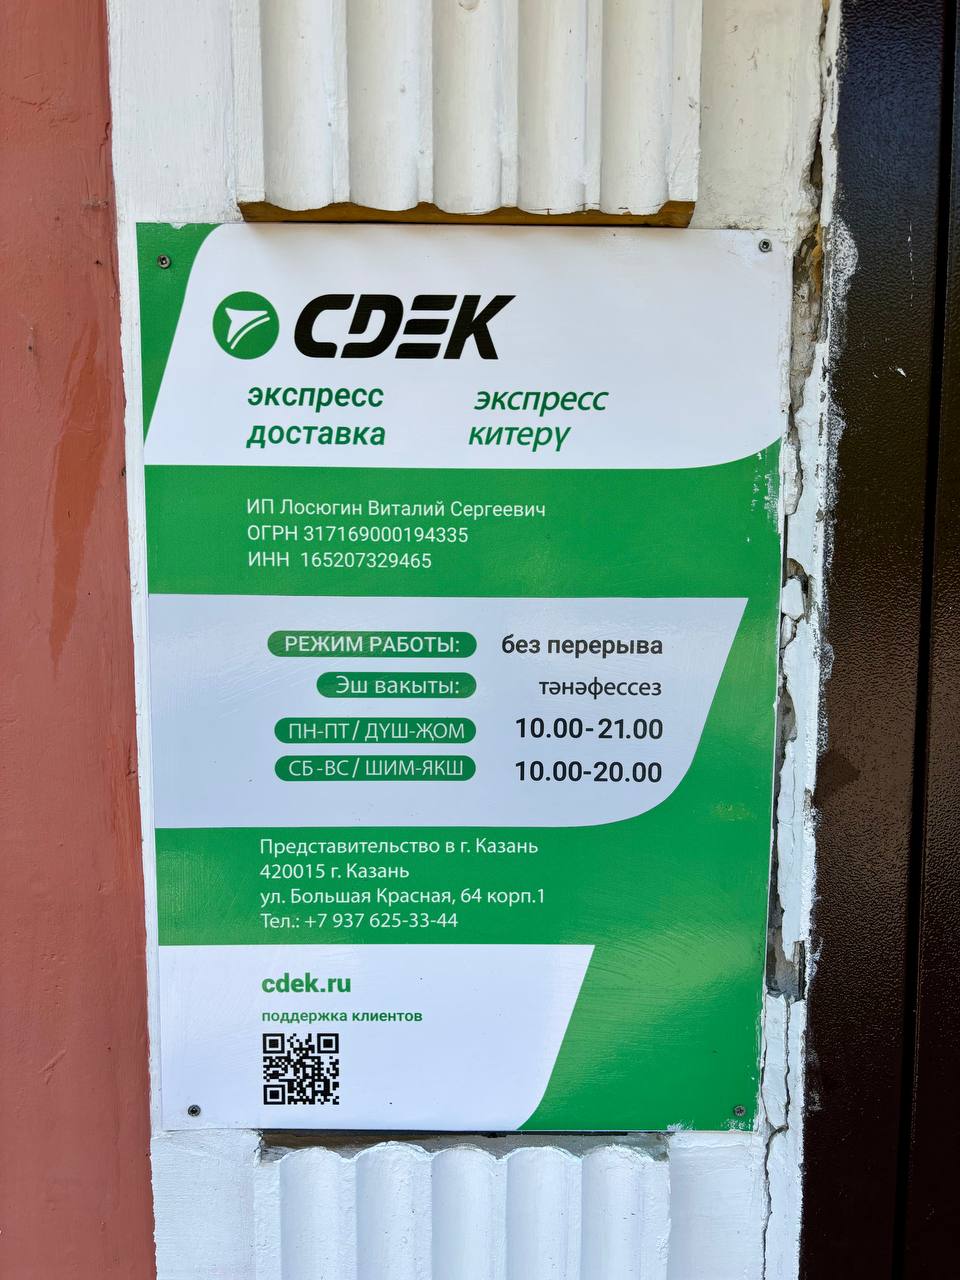 CDEK
экспресс доставка
экспресс китерү
ИП Лосюгин Виталий Сергеевич
ОГРН 317169000194335
ИНН 165207329465
РЕЖИМ РАБОТЫ: без перерыва
Эш вакыты: тәнәфессез
ПН-ПТ / ДҮШ-ҖОМ 10.00-21.00
СБ-ВС / ШИМ-ЯКШ 10.00-20.00
Представительство в г. Казань
420015 г. Казань
ул. Большая Красная, 64 корп.1
Тел.: +7 937 625-33-44
cdek.ru
поддержка клиентов